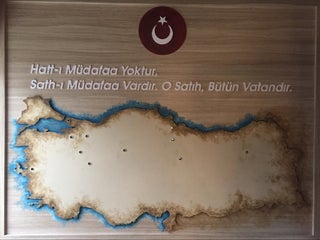 Hatt-ı Müdafaa Yoktur,
Sath-ı Müdafaa Vardır. O Satıh, Bütün Vatandır.